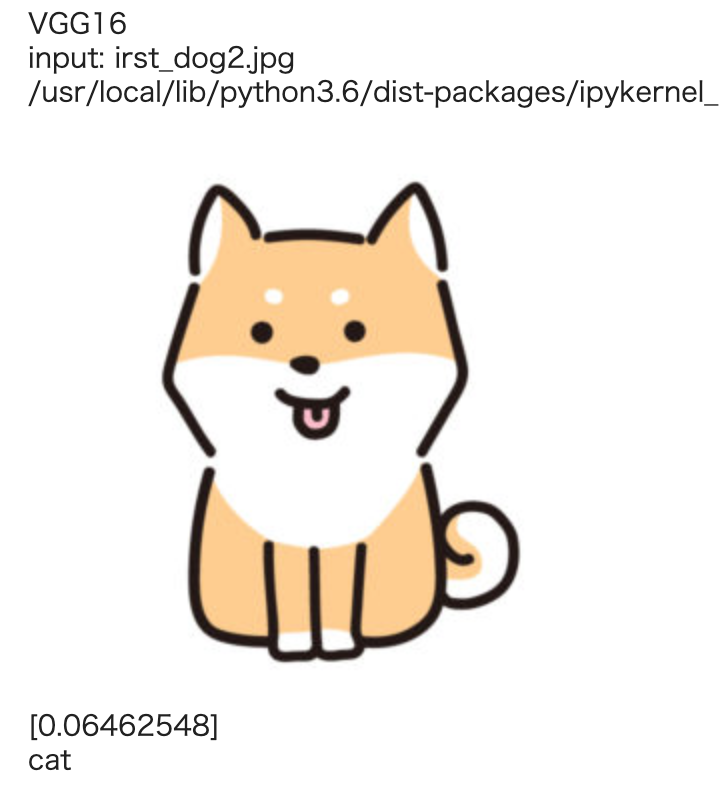 VGG16
input: irst_dog2.jpg
/usr/local/lib/python3.6/dist-packages/ipykernel_
[0.06462548]
cat